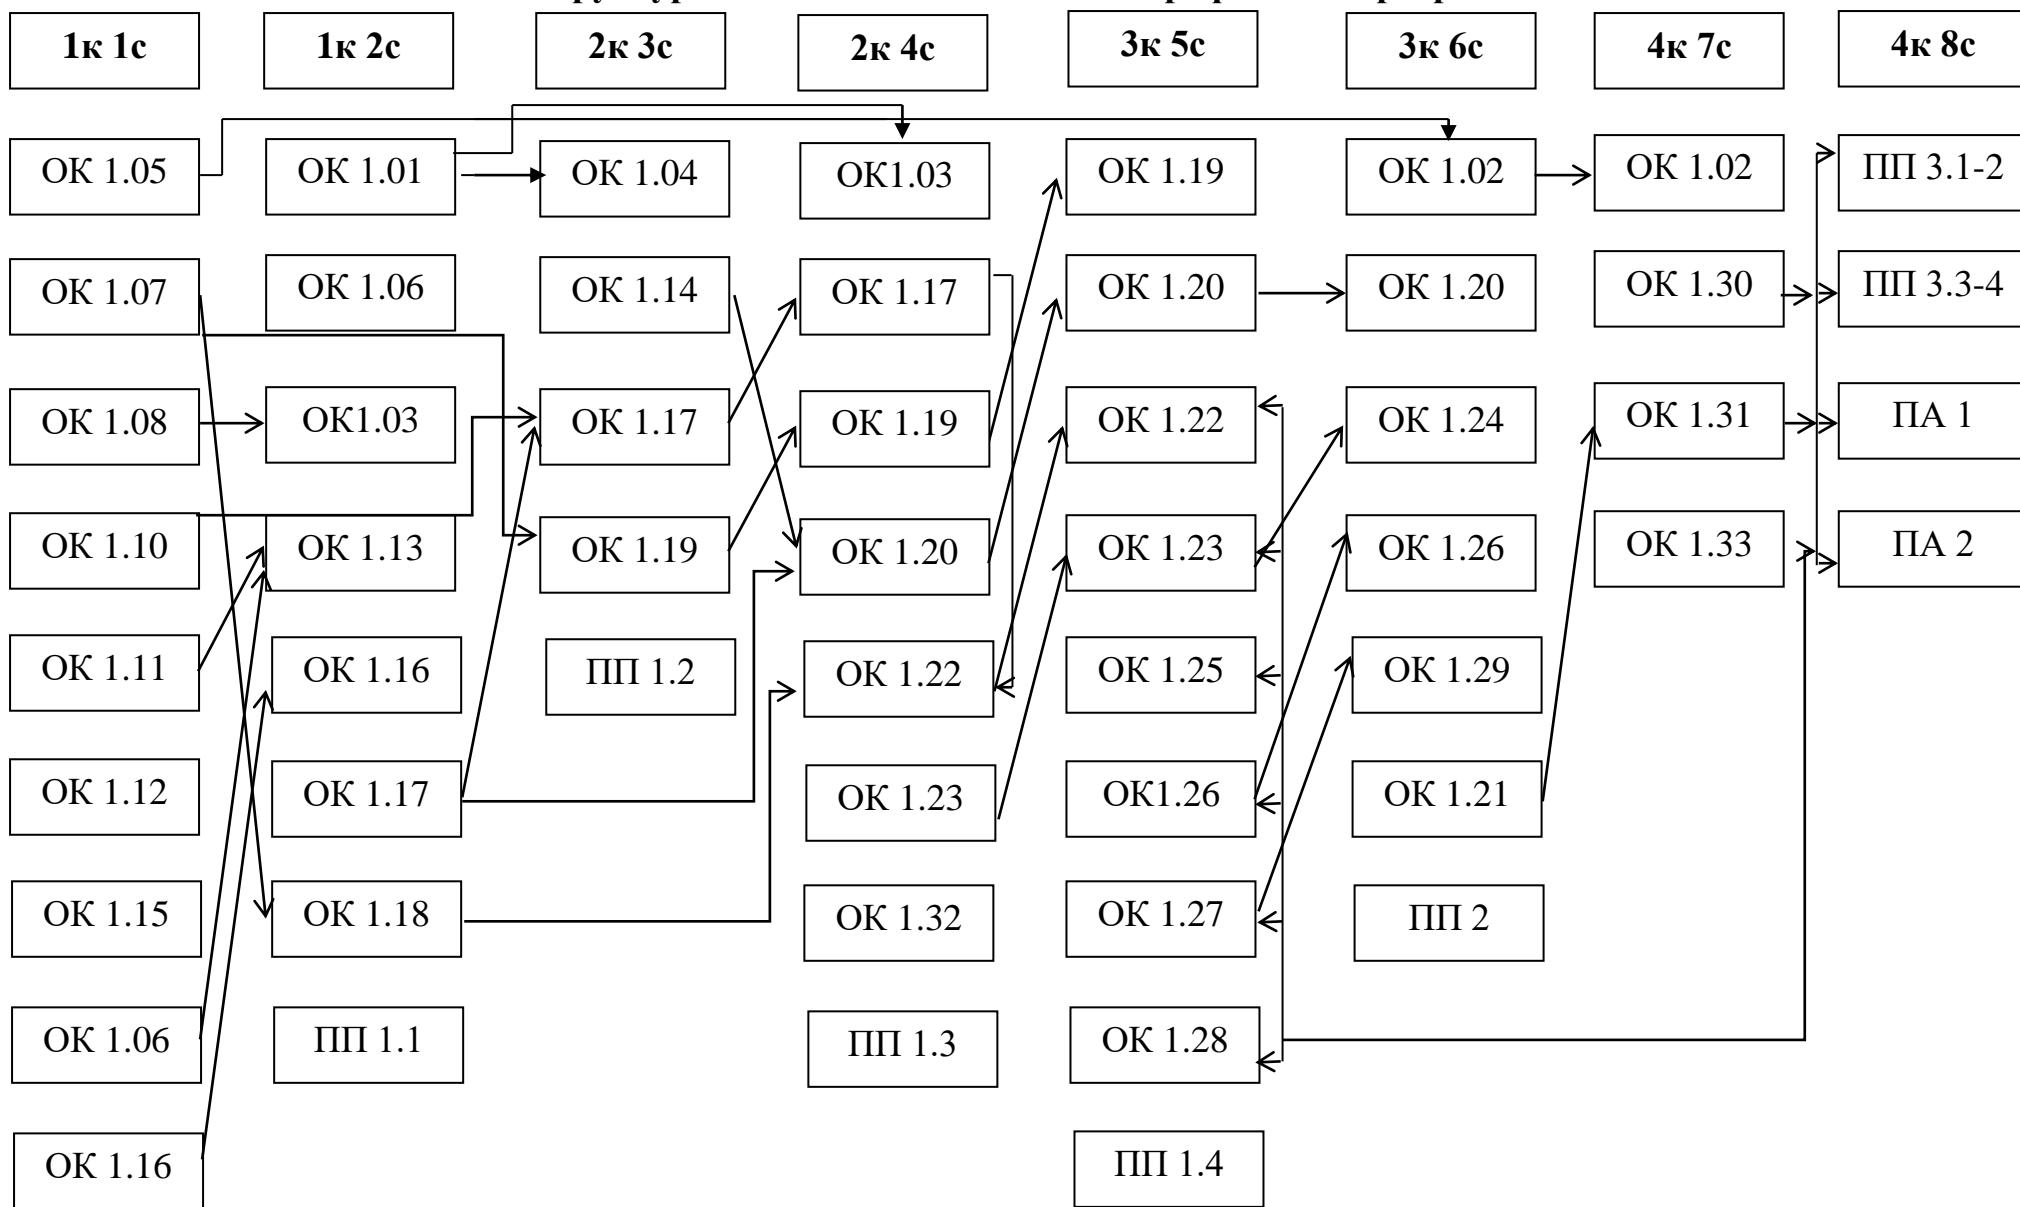 1к 1с
1к 2с
2к 3с
2к 4с
3к 5с
3к 6с
4к 7с
4к 8с
ОК 1.05
ОК 1.01
ОК 1.04
ОК1.03
ОК 1.19
ОК 1.02
ОК 1.02
ПП 3.1-2
ОК 1.07
ОК 1.06
ОК 1.14
ОК 1.17
ОК 1.20
ОК 1.20
ОК 1.30
ПП 3.3-4
ОК 1.08
ОК1.03
ОК 1.17
ОК 1.19
ОК 1.22
ОК 1.24
ОК 1.31
ПА 1
ОК 1.10
ОК 1.13
ОК 1.19
ОК 1.20
ОК 1.23
ОК 1.26
ОК 1.33
ПА 2
ОК 1.11
ОК 1.16
ПП 1.2
ОК 1.22
ОК 1.25
ОК 1.29
ОК 1.12
ОК 1.17
ОК 1.23
ОК1.26
ОК 1.21
ОК 1.15
ОК 1.18
ОК 1.32
ОК 1.27
ПП 2
ОК 1.06
ПП 1.1
ПП 1.3
ОК 1.28
ОК 1.16
ПП 1.4